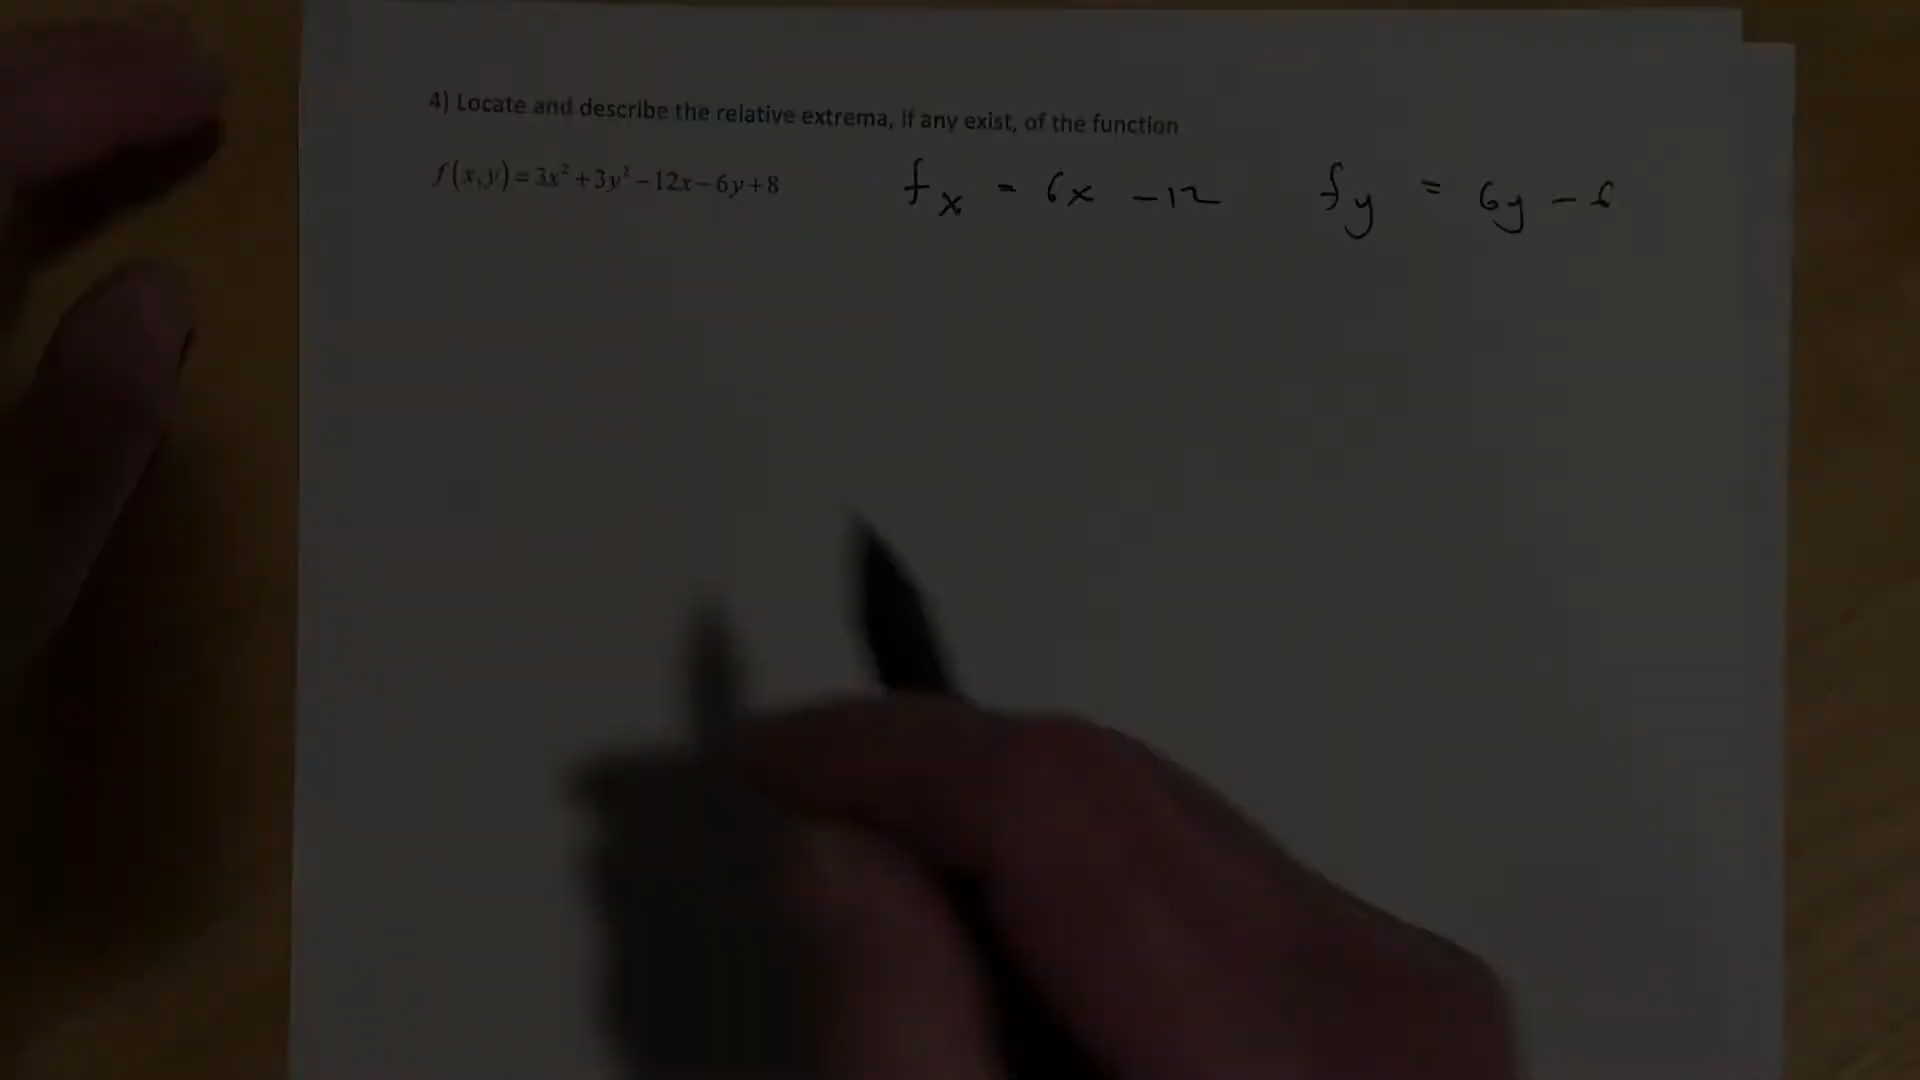 4) Locate and describe the relative extrema, if any exist, of the function
f(x,y)=3x²+3y²−12x−6y+8 fx = 6x −12 fy = 6y − 6